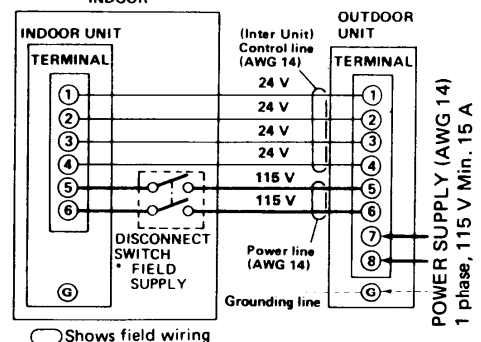 INDOOR
INDOOR UNIT
TERMINAL
1
2
3
4
5
6
G
(Inter Unit)
Control line
(AWG 14)
24 V
24 V
24 V
24 V
115 V
115 V
DISCONNECT
SWITCH
* FIELD
SUPPLY
Power line
(AWG 14)
Grounding line
OUTDOOR
UNIT
TERMINAL
1
2
3
4
5
6
7
8
G
POWER SUPPLY (AWG 14)
1 phase, 115 V Min. 15 A
Shows field wiring